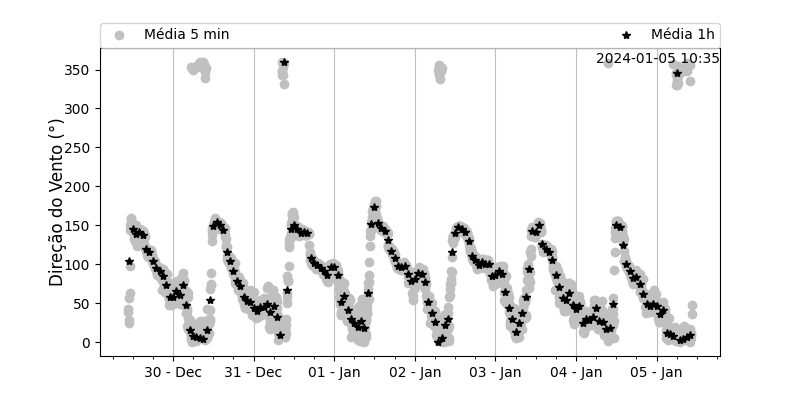 Média 5 min
Média 1h
2024-01-05 10:35
Direção do Vento (°)
350
300
250
200
150
100
50
0
30 - Dec
31 - Dec
01 - Jan
02 - Jan
03 - Jan
04 - Jan
05 - Jan